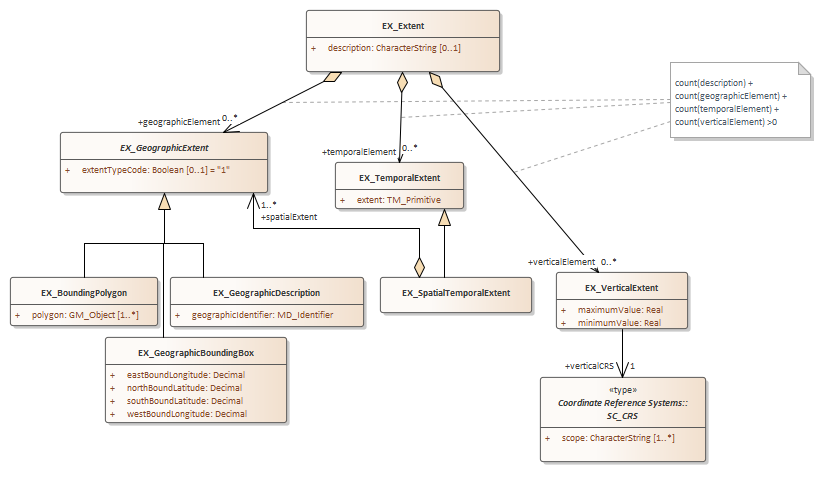 EX_Extent
+ description: CharacterString [0..1]
count(description) +
count(geographicElement) +
count(temporalElement) +
count(verticalElement) >0
+geographicElement 0..*
+temporalElement 0..*
EX_GeographicExtent
+ extentTypeCode: Boolean [0..1] = "1"
EX_TemporalExtent
+ extent: TM_Primitive
1..*
+spatialExtent
+verticalElement 0..*
EX_BoundingPolygon
+ polygon: GM_Object [1..*]
EX_GeographicDescription
+ geographicIdentifier: MD_Identifier
EX_SpatialTemporalExtent
EX_VerticalExtent
+ maximumValue: Real
+ minimumValue: Real
EX_GeographicBoundingBox
+ eastBoundLongitude: Decimal
+ northBoundLatitude: Decimal
+ southBoundLatitude: Decimal
+ westBoundLongitude: Decimal
+verticalCRS 1
«type»
Coordinate Reference Systems::
SC_CRS
+ scope: CharacterString [1..*]